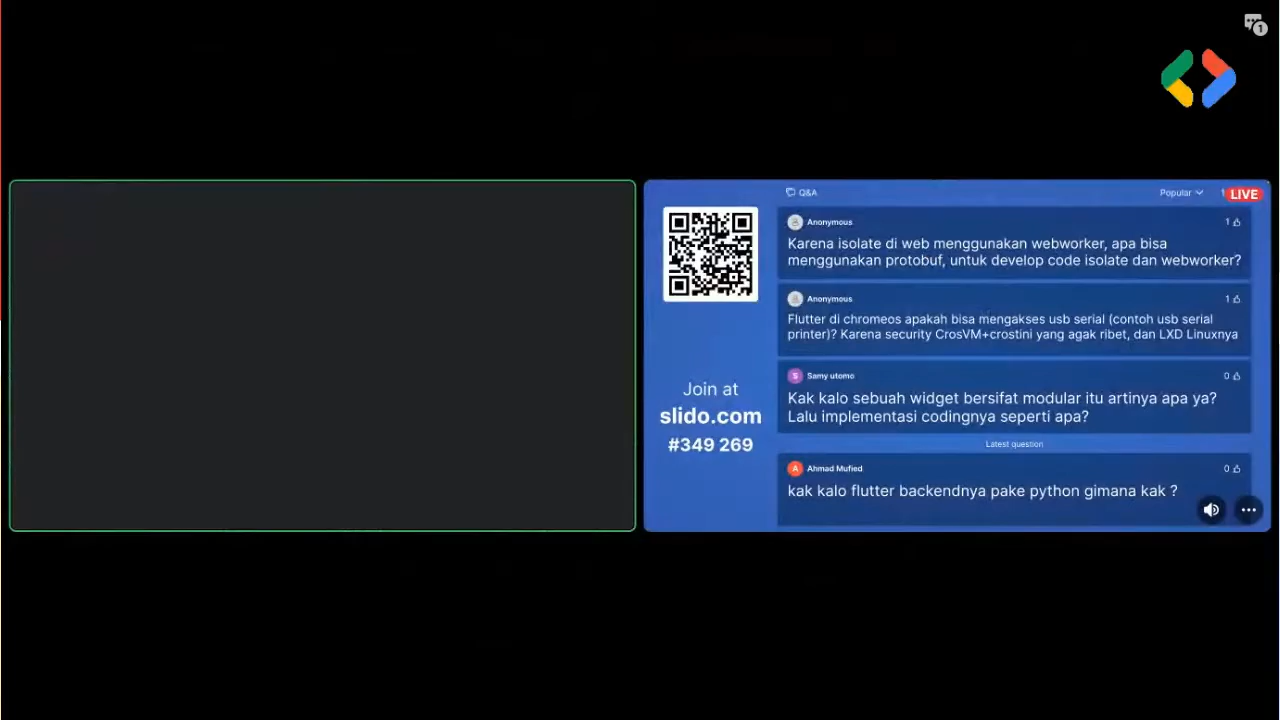 1
Q&A
Popular
LIVE
Anonymous
1
Karena isolate di web menggunakan webworker, apa bisa
menggunakan protobuf, untuk develop code isolate dan webworker?
Anonymous
1
Flutter di chromeos apakah bisa mengakses usb serial (contoh usb serial
printer)? Karena security CrosVM+crostini yang agak ribet, dan LXD Linuxnya
S
Samy utomo
0
Kak kalo sebuah widget bersifat modular itu artinya apa ya?
Lalu implementasi codingnya seperti apa?
Join at
slido.com
#349 269
Latest question
A
Ahmad Mufied
0
kak kalo flutter backendnya pake python gimana kak ?